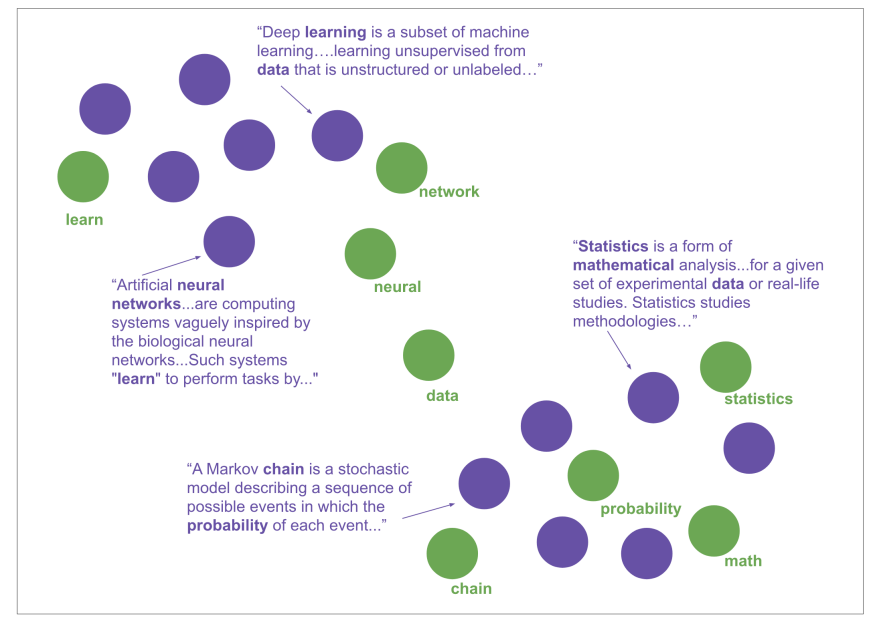 “Deep learning is a subset of machine
learning….learning unsupervised from
data that is unstructured or unlabeled…”
network
learn
“Statistics is a form of
mathematical analysis...for a given
set of experimental data or real-life
studies. Statistics studies
methodologies…”
neural
“Artificial neural
networks...are computing
systems vaguely inspired by
the biological neural
networks...Such systems
"learn" to perform tasks by..."
data
statistics
“A Markov chain is a stochastic
model describing a sequence of
possible events in which the
probability of each event...”
probability
math
chain